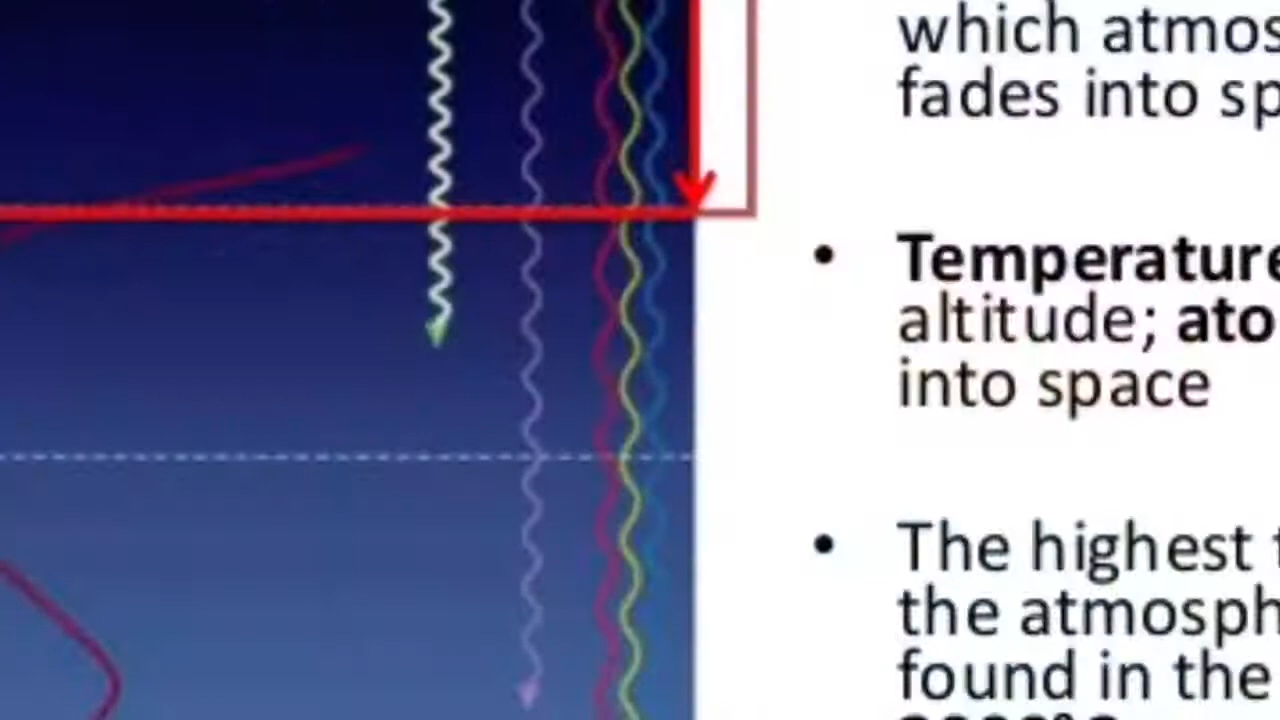 which atmos
fades into sp
• Temperature
altitude; ato
into space
• The highest t
the atmosph
found in the